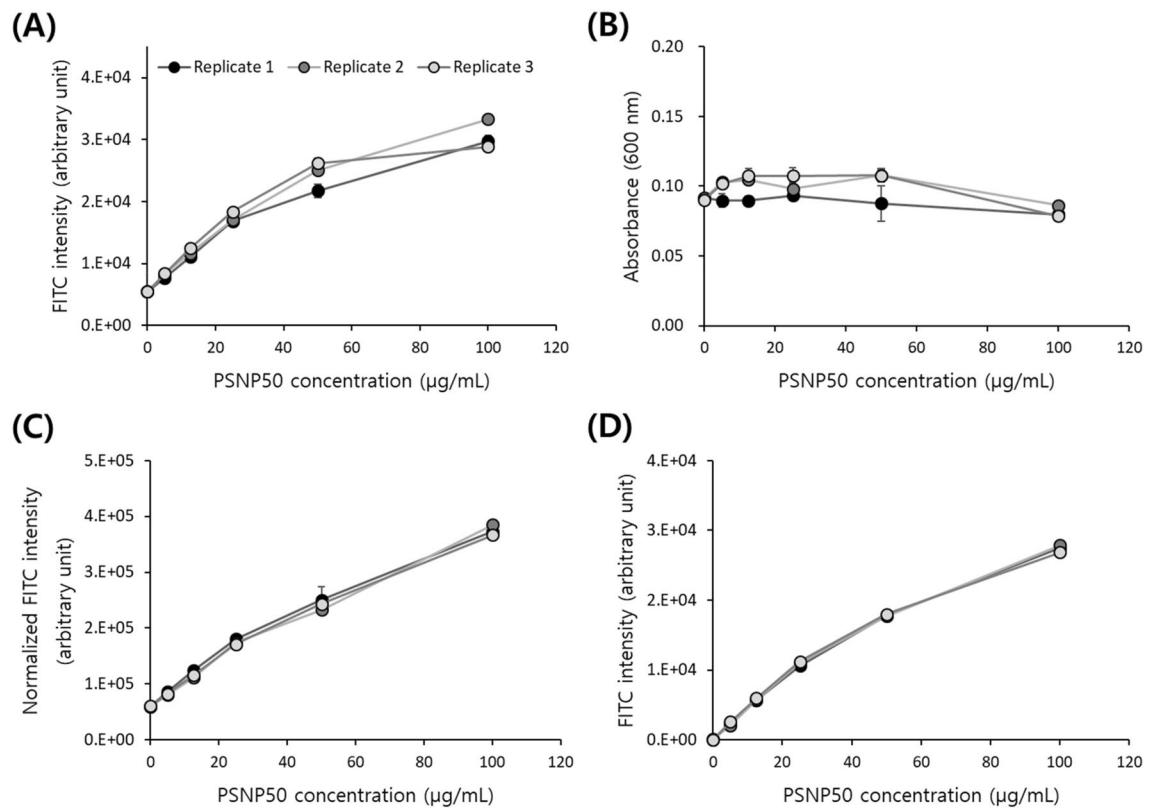 (A)
FITC intensity (arbitrary unit)
4.E+04
3.E+04
2.E+04
1.E+04
0.E+00
Replicate 1 Replicate 2 Replicate 3
0 20 40 60 80 100 120
PSNP50 concentration (μg/mL)
(B)
Absorbance (600 nm)
0.20
0.15
0.10
0.05
0.00
0 20 40 60 80 100 120
PSNP50 concentration (μg/mL)
(C)
Normalized FITC intensity
(arbitrary unit)
5.E+05
4.E+05
3.E+05
2.E+05
1.E+05
0.E+00
0 20 40 60 80 100 120
PSNP50 concentration (μg/mL)
(D)
FITC intensity (arbitrary unit)
4.E+04
3.E+04
2.E+04
1.E+04
0.E+00
0 20 40 60 80 100 120
PSNP50 concentration (μg/mL)